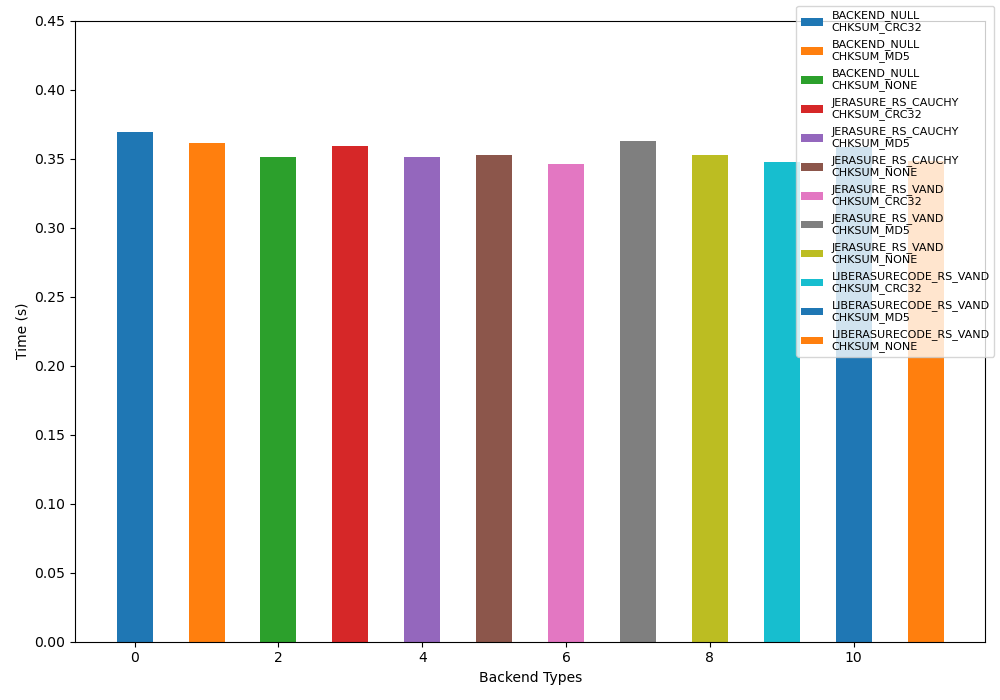 0.45
0.40
0.35
0.30
0.25
0.20
0.15
0.10
0.05
0.00
Time (s)
0
2
4
6
8
10
Backend Types
BACKEND_NULL
CHKSUM_CRC32
BACKEND_NULL
CHKSUM_MD5
BACKEND_NULL
CHKSUM_NONE
JERASURE_RS_CAUCHY
CHKSUM_CRC32
JERASURE_RS_CAUCHY
CHKSUM_MD5
JERASURE_RS_CAUCHY
CHKSUM_NONE
JERASURE_RS_VAND
CHKSUM_CRC32
JERASURE_RS_VAND
CHKSUM_MD5
JERASURE_RS_VAND
CHKSUM_NONE
LIBERASURECODE_RS_VAND
CHKSUM_CRC32
LIBERASURECODE_RS_VAND
CHKSUM_MD5
LIBERASURECODE_RS_VAND
CHKSUM_NONE